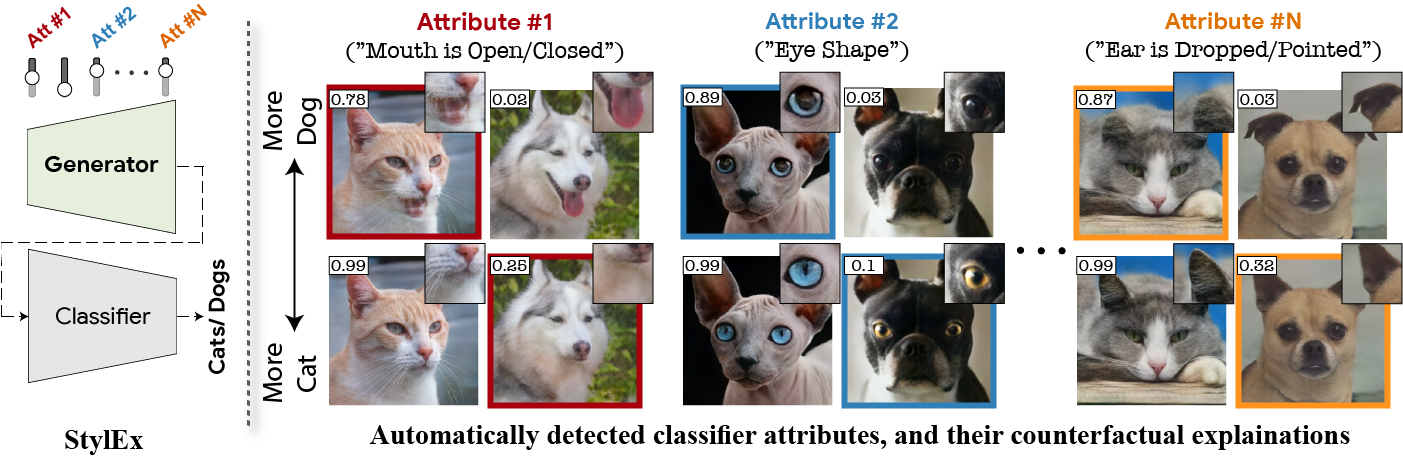 Att #1
Att #2
Att #N
Generator
Classifier
Cats/ Dogs
StylEx
More
Dog
More
Cat
Attribute #1
("Mouth is Open/Closed")
0.78
0.02
0.99
0.25
Attribute #2
("Eye Shape")
0.89
0.03
0.99
0.1
Attribute #N
("Ear is Dropped/Pointed")
0.87
0.03
0.99
0.32
Automatically detected classifier attributes, and their counterfactual explainations